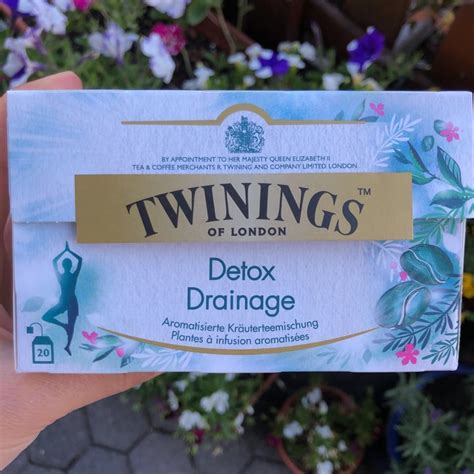 BY APPOINTMENT TO HER MAJESTY QUEEN ELIZABETH II
TEA & COFFEE MERCHANTS R. TWINING AND COMPANY LIMITED LONDON.
TWININGS™
OF LONDON
Detox
Drainage
Aromatisierte Kräuterteemischung
Plantes à infusion aromatisées
20